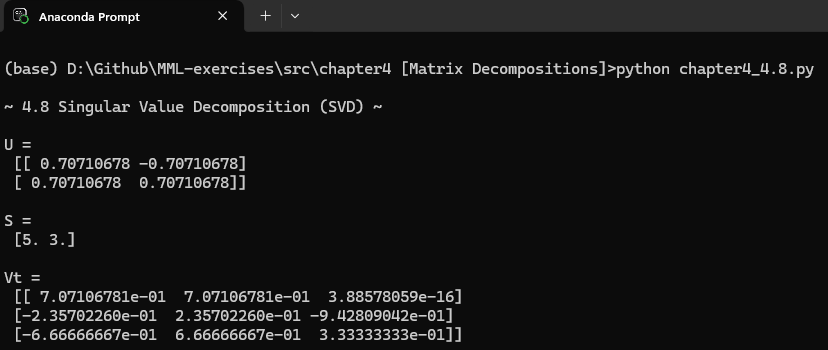 Anaconda Prompt
(base) D:\Github\MML-exercises\src\chapter4 [Matrix Decompositions]>python chapter4_4.8.py
~ 4.8 Singular Value Decomposition (SVD) ~
U =
[[ 0.70710678 -0.70710678]
[ 0.70710678  0.70710678]]
S =
[5. 3.]
Vt =
[[ 7.07106781e-01  7.07106781e-01  3.88578059e-16]
[-2.35702260e-01  2.35702260e-01 -9.42809042e-01]
[-6.66666667e-01  6.66666667e-01  3.33333333e-01]]